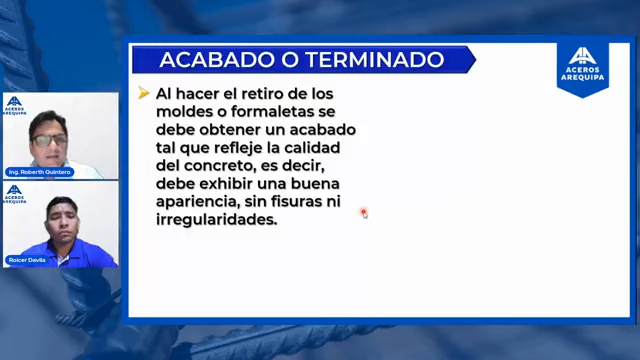 ACABADO O TERMINADO
ACEROS
AREQUIPA
Al hacer el retiro de los
moldes o formaletas se
debe obtener un acabado
tal que refleje la calidad
del concreto, es decir,
debe exhibir una buena
apariencia, sin fisuras ni
irregularidades.
ACEROS
AREQUIPA
Ing. Roberth Quintero
ACEROS
AREQUIPA
Roicer Davila